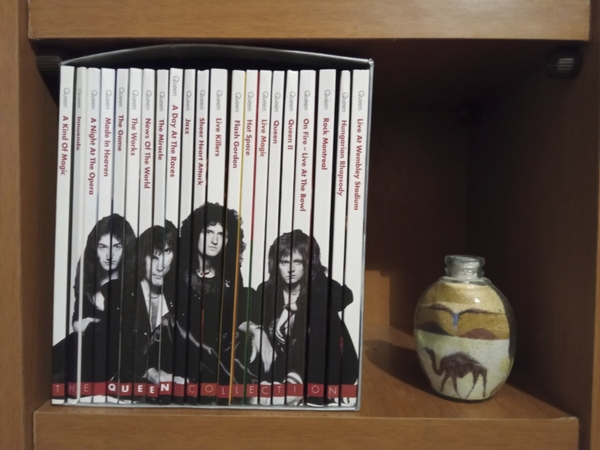 Queen A Kind Of Magic
Queen Innuendo
Queen A Night At The Opera
Queen Made In Heaven
Queen The Game
Queen The Works
Queen News Of The World
Queen The Miracle
Queen A Day At The Races
Queen Jazz
Queen Sheer Heart Attack
Queen Live Killers
Queen Flash Gordon
Queen Hot Space
Queen Live Magic
Queen Queen
Queen Queen II
Queen On Fire – Live At The Bowl
Queen Rock Montreal
Queen Hungarian Rhapsody
Queen Live At Wembley Stadium
THE QUEEN COLLECTION